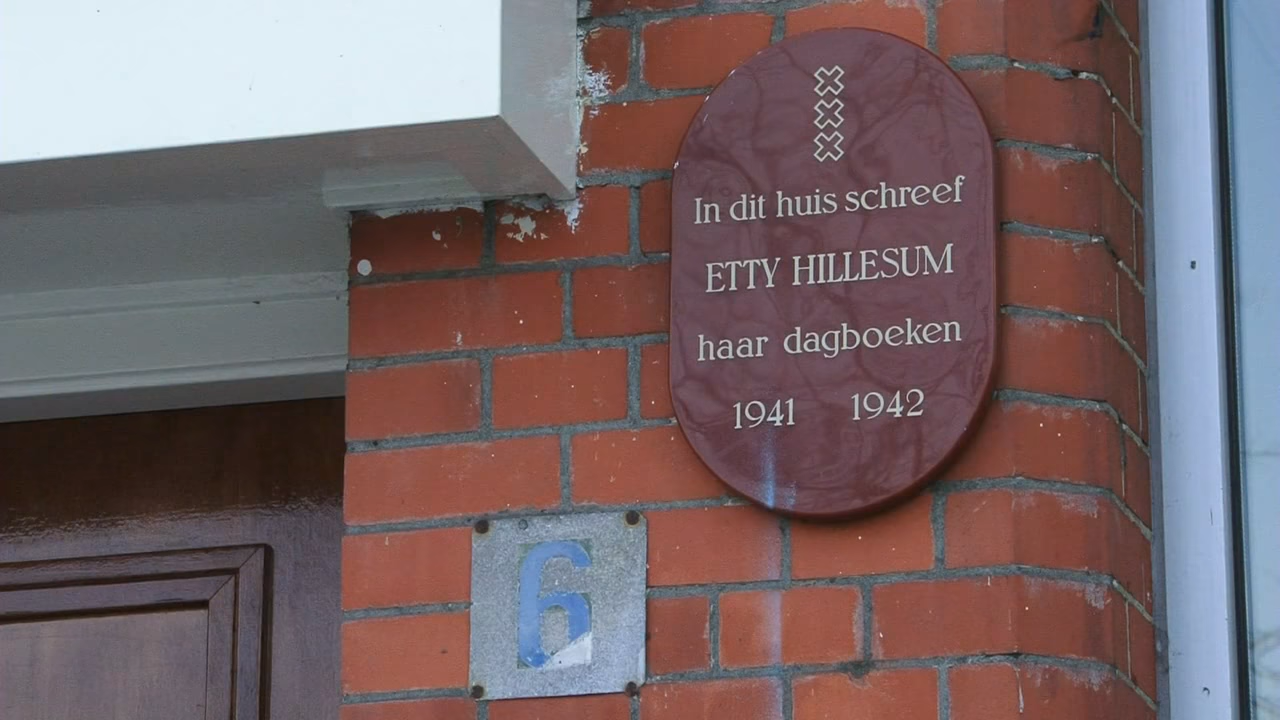 In dit huis schreef
ETTY HILLESUM
haar dagboeken
1941 1942
6